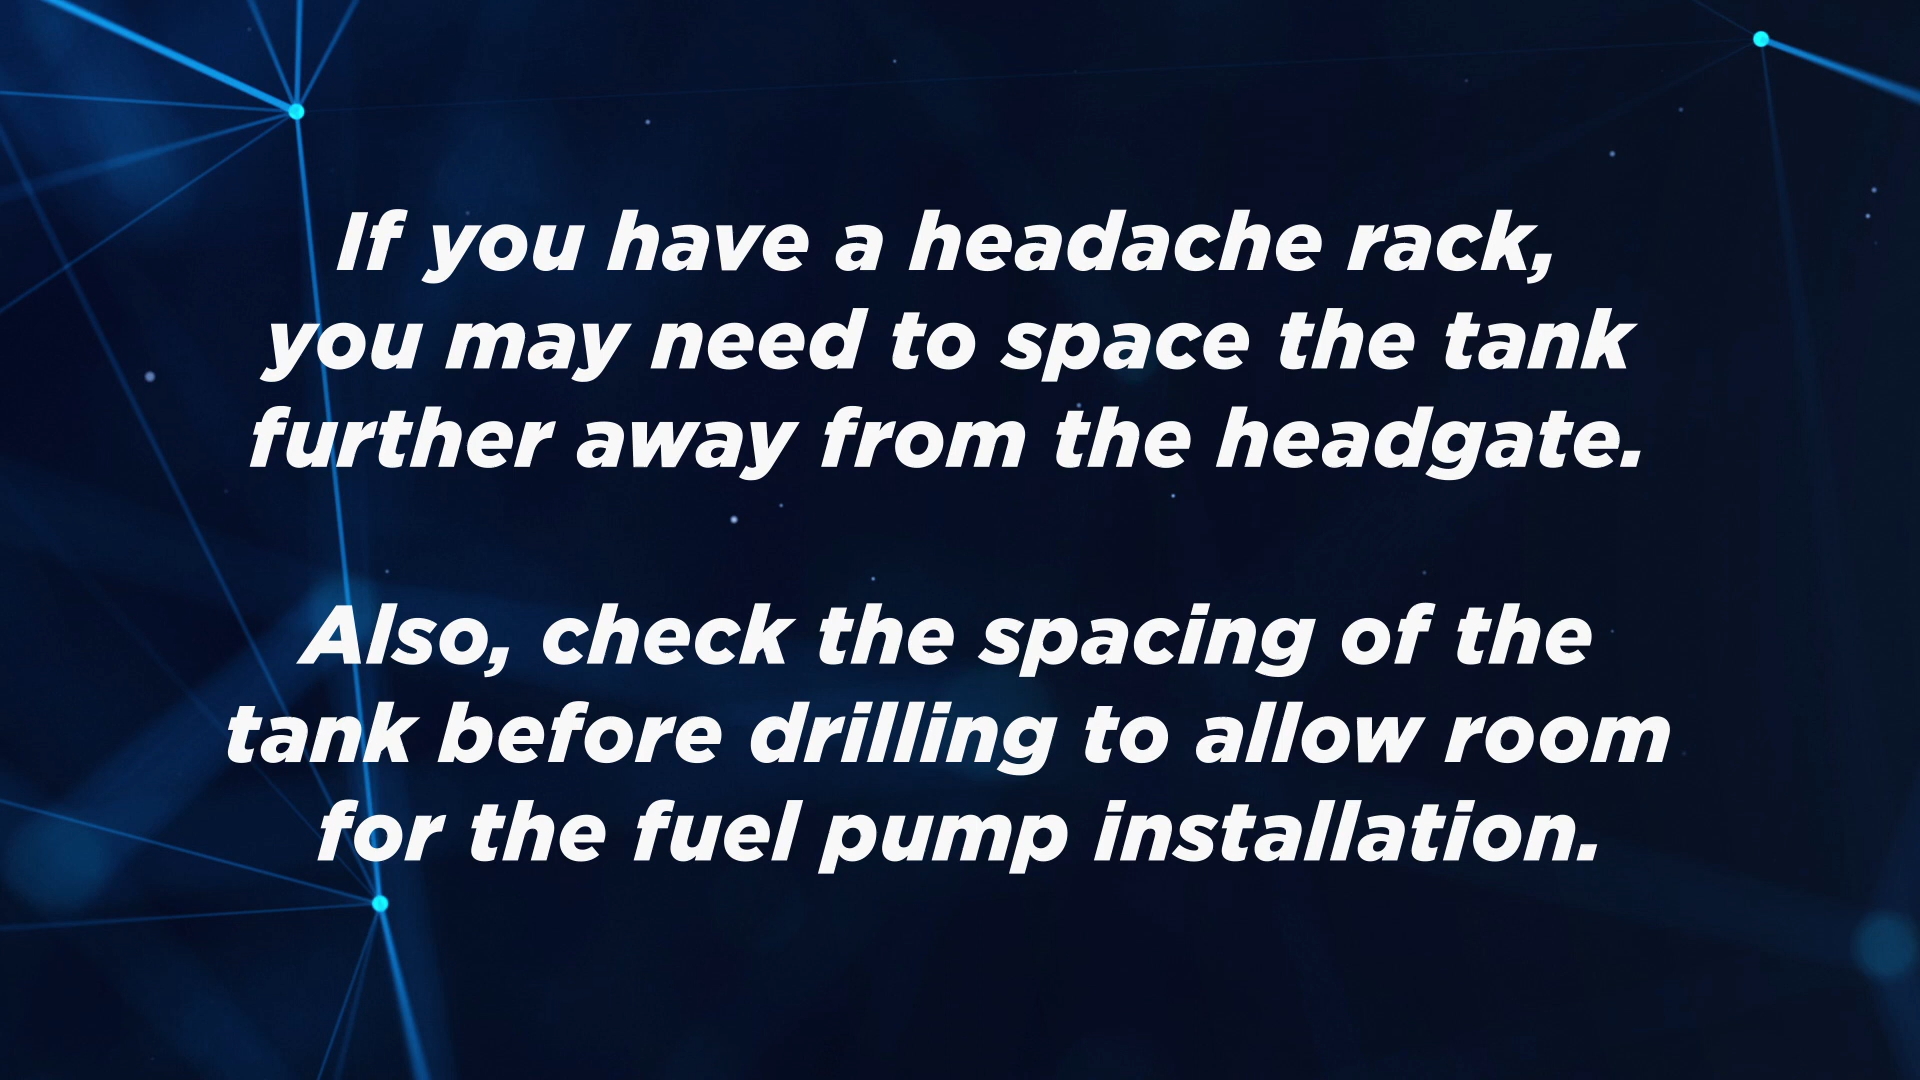 If you have a headache rack,
you may need to space the tank
further away from the headgate.
Also, check the spacing of the
tank before drilling to allow room
for the fuel pump installation.